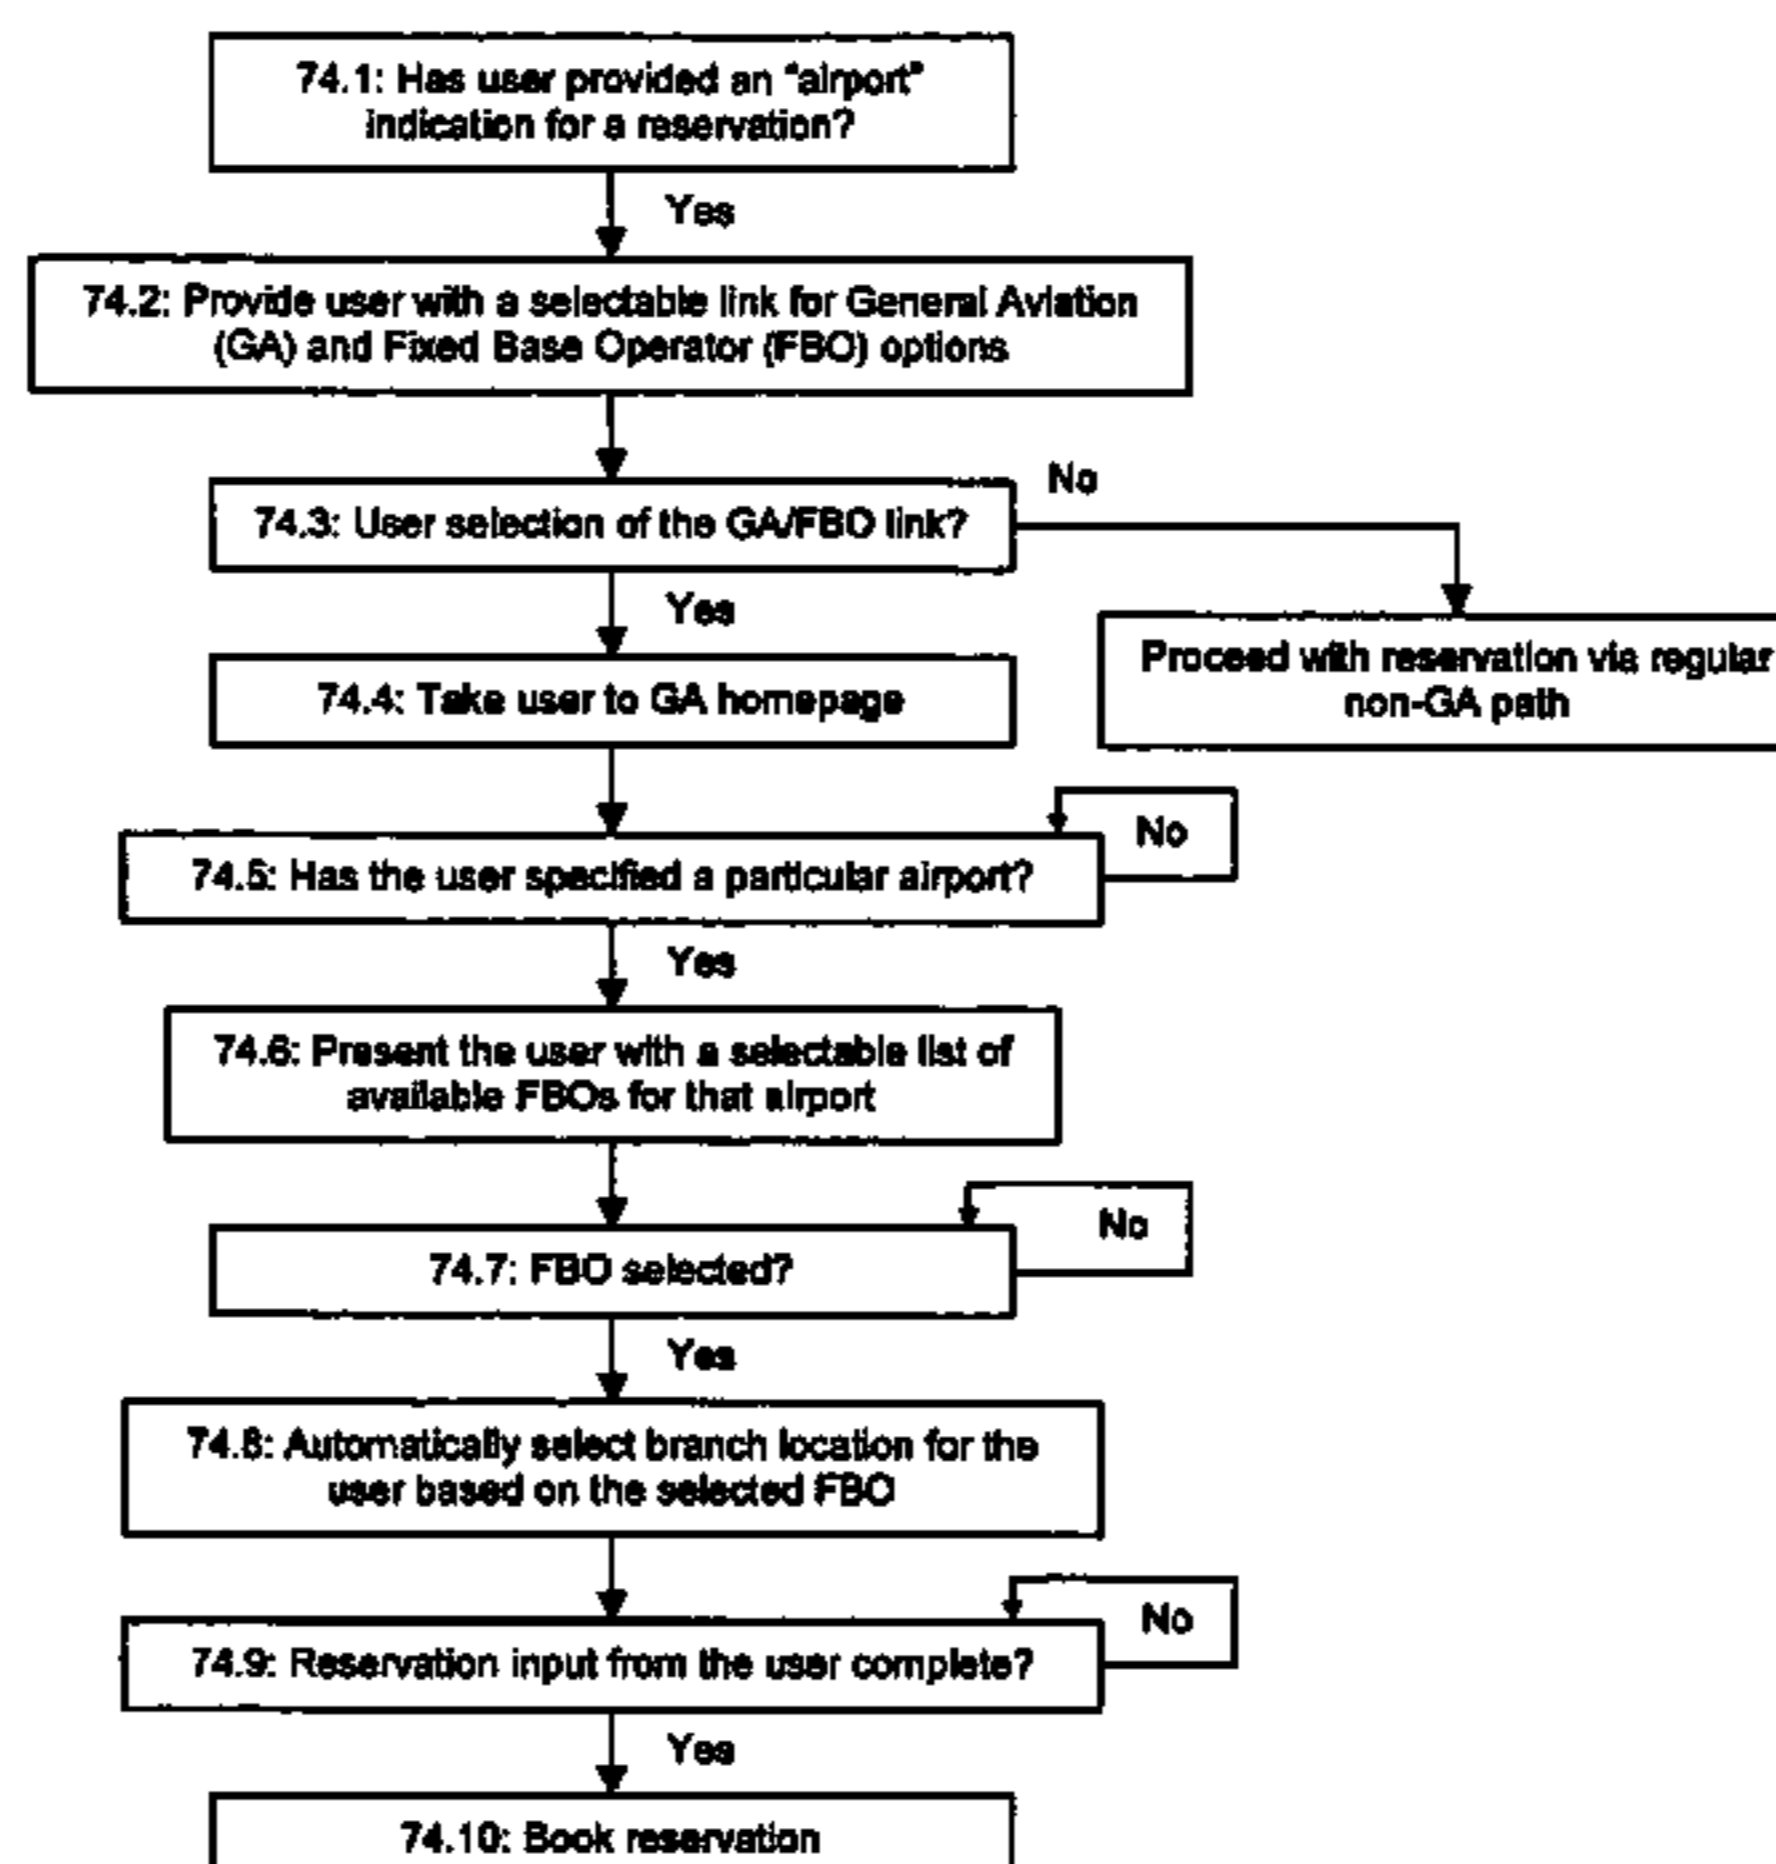 74.1: Has user provided an "airport"
indication for a reservation?
Yes
74.2: Provide user with a selectable link for General Aviation
(GA) and Fixed Base Operator (FBO) options
No
74.3: User selection of the GA/FBO link?
Yes
Proceed with reservation via regular
non-GA path
74.4: Take user to GA homepage
No
74.5: Has the user specified a particular airport?
Yes
74.6: Present the user with a selectable list of
available FBOs for that airport
No
74.7: FBO selected?
Yes
74.8: Automatically select branch location for the
user based on the selected FBO
No
74.9: Reservation input from the user complete?
Yes
74.10: Book reservation